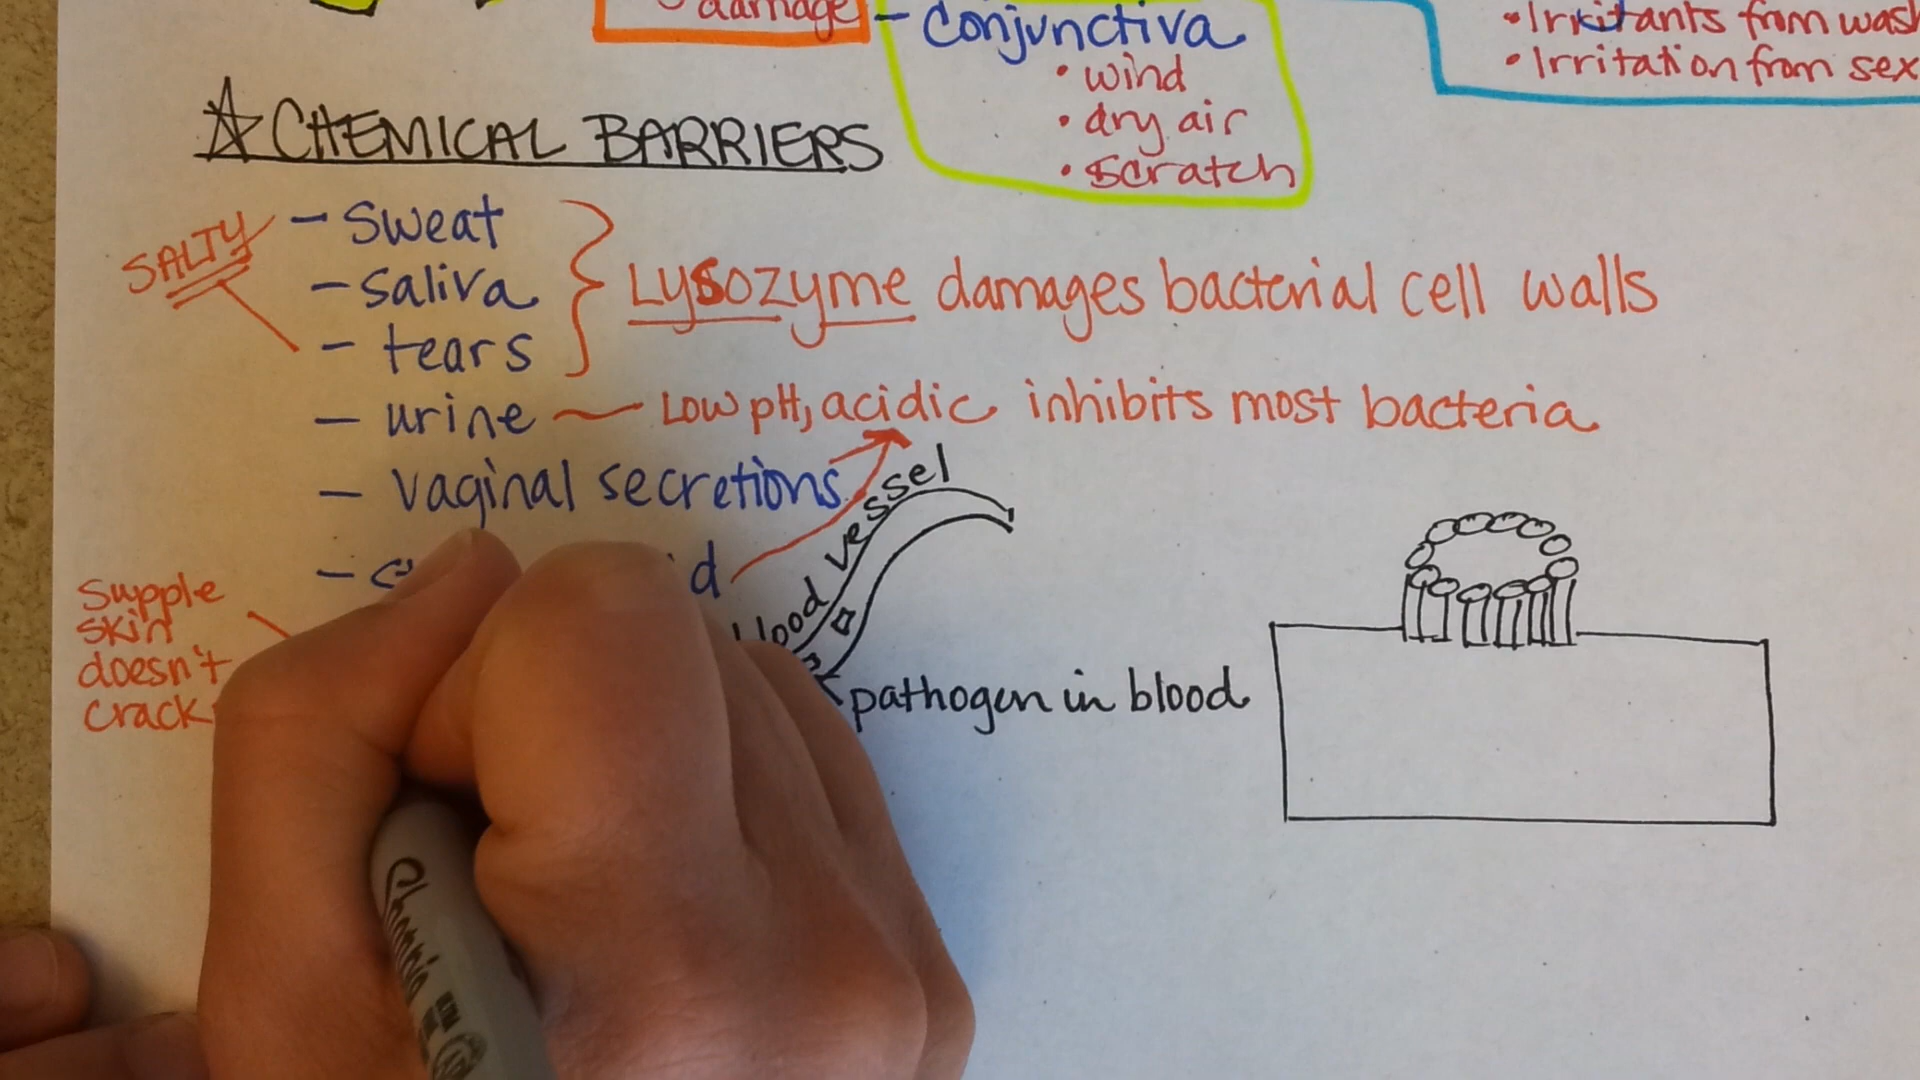 damage
- Conjunctiva
• wind
• dry air
• scratch
• Irritants from wash
• Irritation from sex
☆ CHEMICAL BARRIERS
SALTY
- sweat
- saliva
- tears
Lysozyme damages bacterial cell walls
- urine — Low pH, acidic inhibits most bacteria
- vaginal secretions
blood vessel
pathogen in blood
supple
skin
doesn't
crack
Sharpie